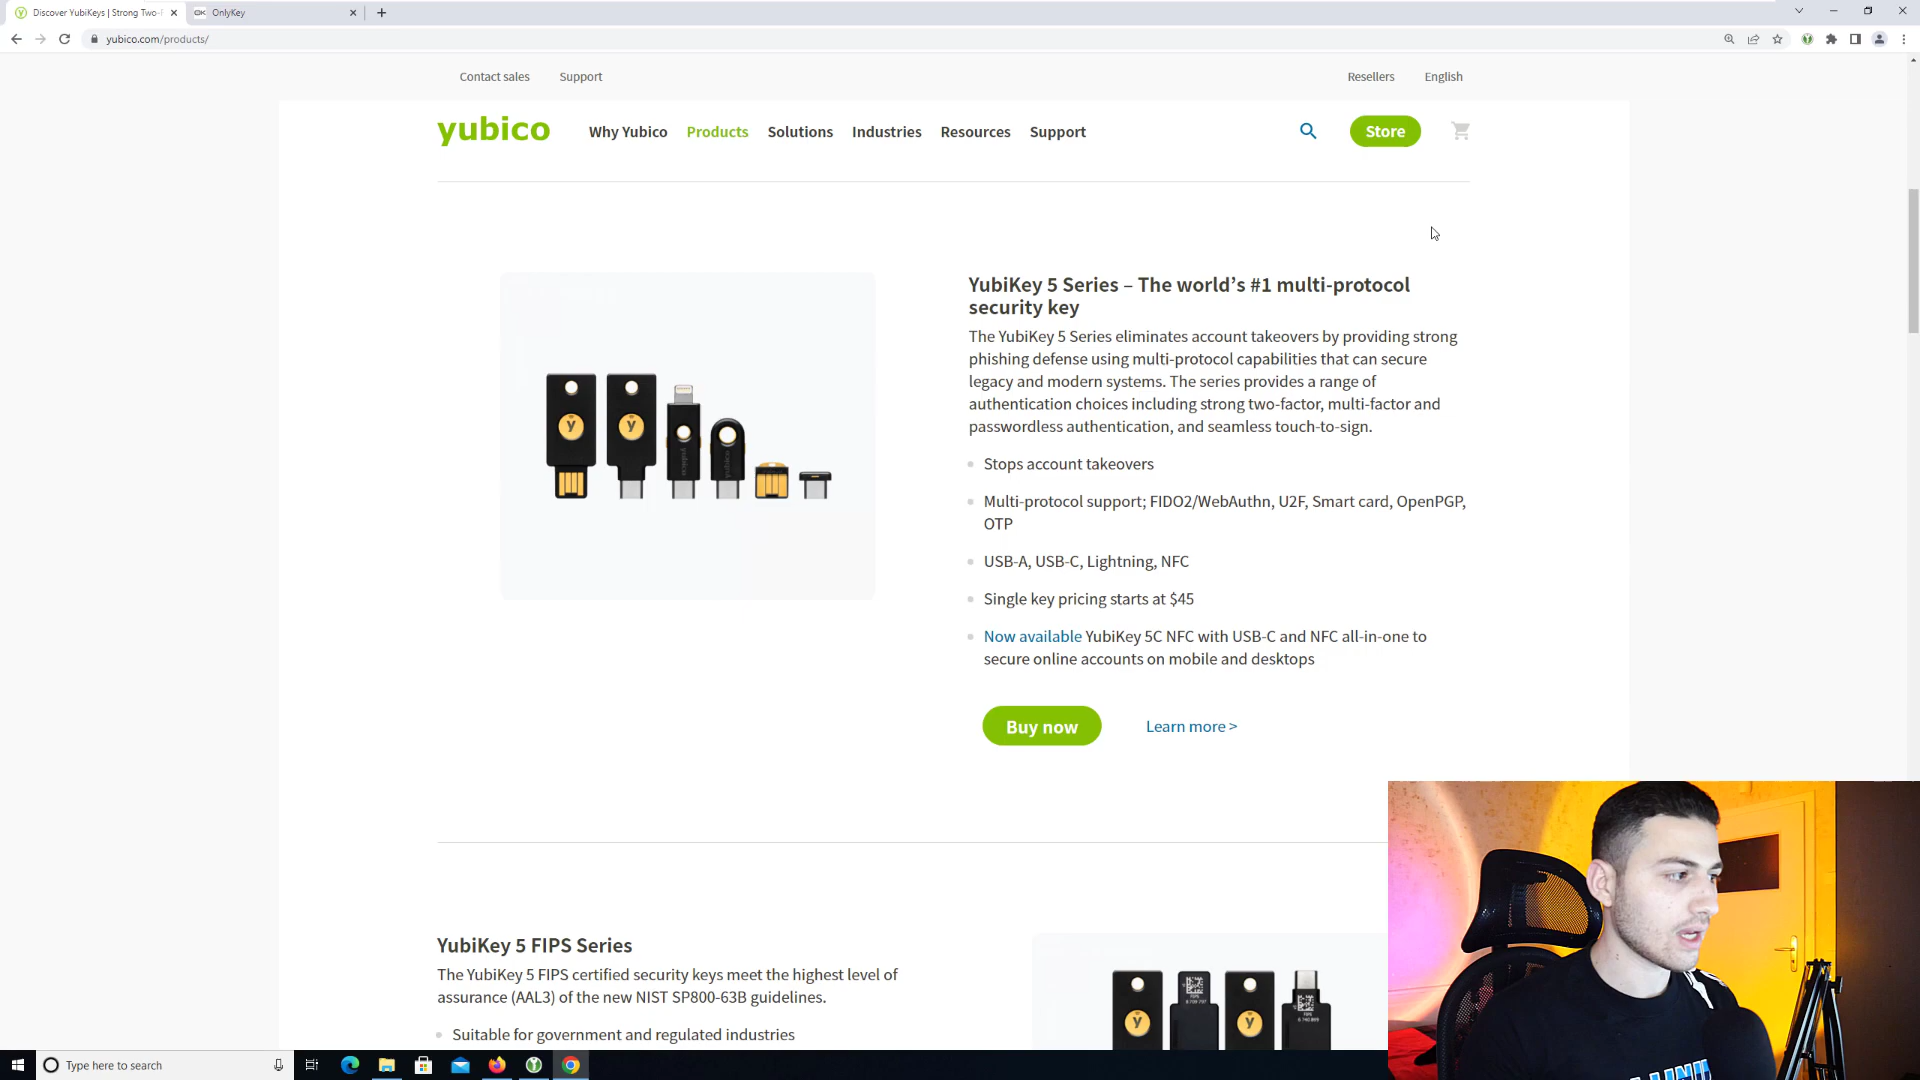 Discover YubiKeys | Strong Two-F
OnlyKey
yubico.com/products/
Contact sales
Support
Resellers
English
yubico
Why Yubico
Products
Solutions
Industries
Resources
Support
Store
YubiKey 5 Series – The world’s #1 multi-protocol
security key
The YubiKey 5 Series eliminates account takeovers by providing strong
phishing defense using multi-protocol capabilities that can secure
legacy and modern systems. The series provides a range of
authentication choices including strong two-factor, multi-factor and
passwordless authentication, and seamless touch-to-sign.
Stops account takeovers
Multi-protocol support; FIDO2/WebAuthn, U2F, Smart card, OpenPGP,
OTP
USB-A, USB-C, Lightning, NFC
Single key pricing starts at $45
Now available YubiKey 5C NFC with USB-C and NFC all-in-one to
secure online accounts on mobile and desktops
Buy now
Learn more >
YubiKey 5 FIPS Series
The YubiKey 5 FIPS certified security keys meet the highest level of
assurance (AAL3) of the new NIST SP800-63B guidelines.
Suitable for government and regulated industries
Type here to search